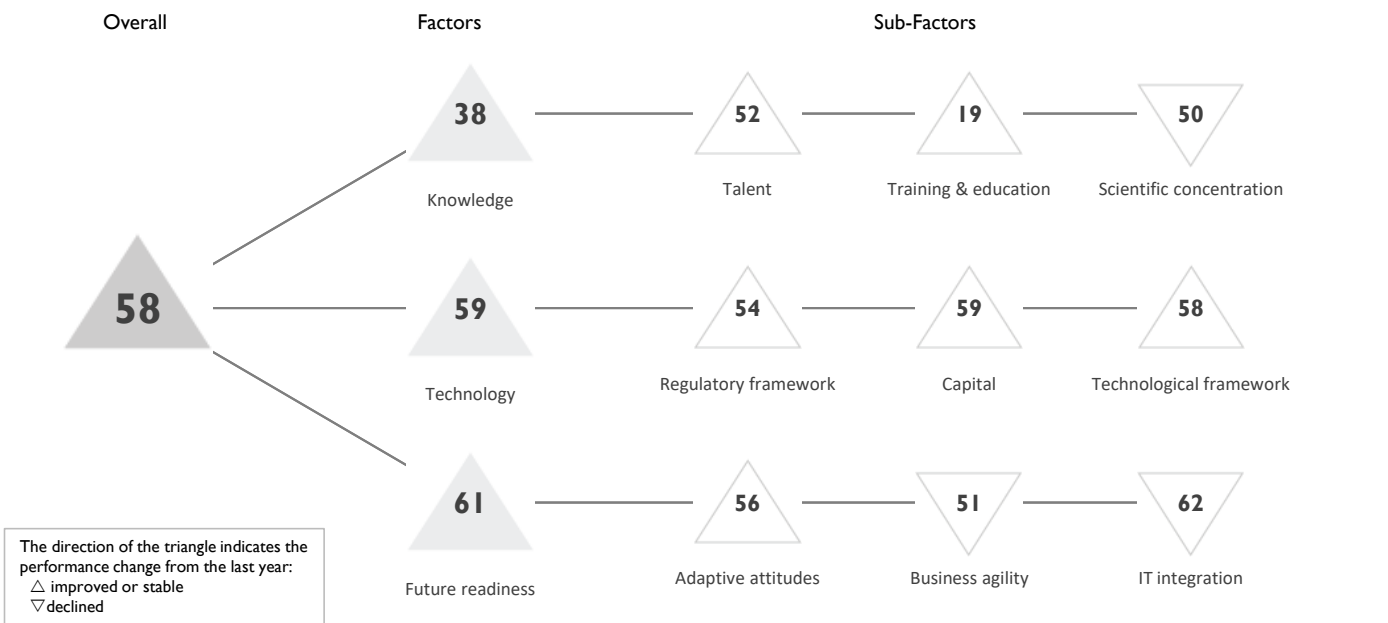 Overall Factors Sub-Factors
38 52 19 50
Knowledge Talent Training & education Scientific concentration
58 59 54 59 58
Technology Regulatory framework Capital Technological framework
61 56 51 62
Future readiness Adaptive attitudes Business agility IT integration
The direction of the triangle indicates the
performance change from the last year:
△ improved or stable
▽ declined